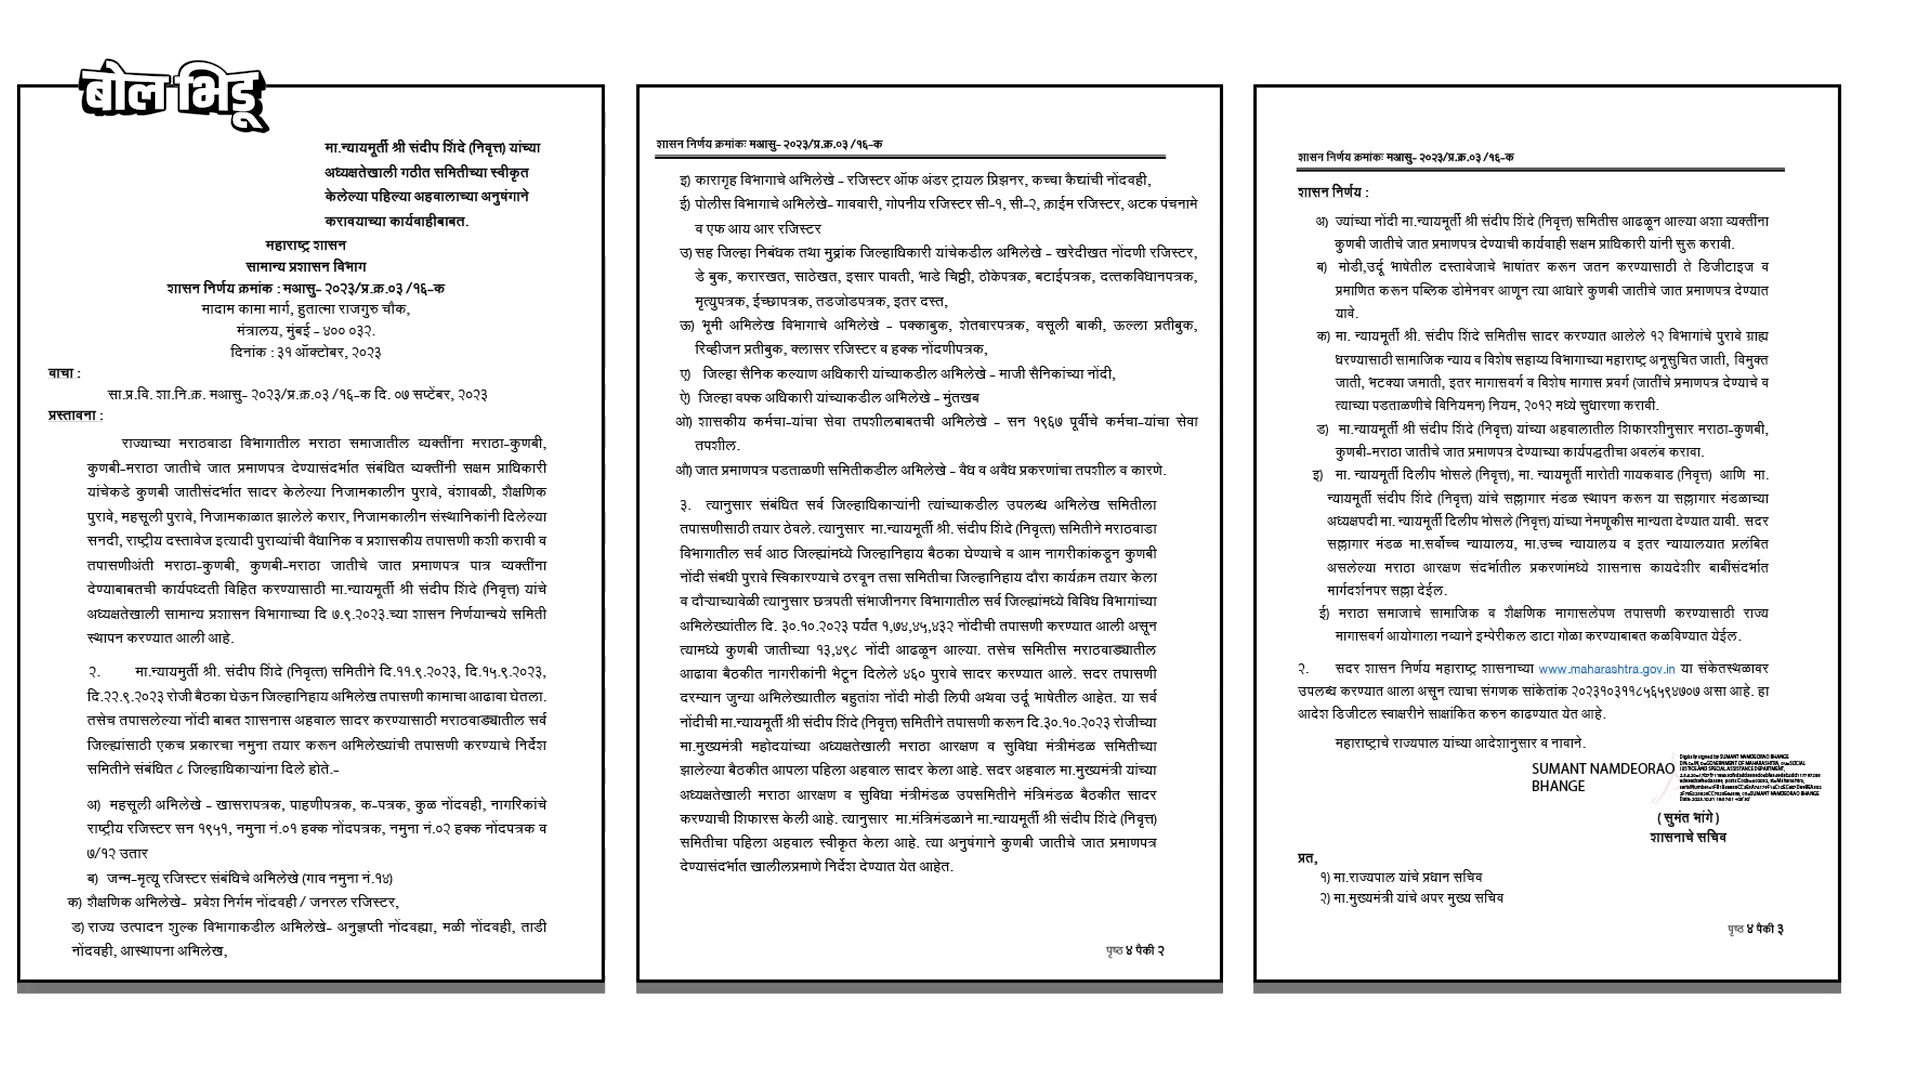 बोल भिडू
मा.न्यायमूर्ती श्री संदीप शिंदे (निवृत्त) यांच्या
अध्यक्षतेखाली गठीत समितीच्या स्वीकृत
केलेल्या पहिल्या अहवालाच्या अनुषंगाने
करावयाच्या कार्यवाहीबाबत.
महाराष्ट्र शासन
सामान्य प्रशासन विभाग
शासन निर्णय क्रमांक : मआसु- २०२३/प्र.क्र.०३ /१६-क
मादाम कामा मार्ग, हुतात्मा राजगुरु चौक,
मंत्रालय, मुंबई - ४०० ०३२.
दिनांक : ३१ ऑक्टोबर, २०२३
वाचा :
सा.प्र.वि. शा.नि.क्र. मआसु- २०२३/प्र.क्र.०३ /१६-क दि. ०७ सप्टेंबर, २०२३
प्रस्तावना :
राज्याच्या मराठवाडा विभागातील मराठा समाजातील व्यक्तींना मराठा-कुणबी,
कुणबी-मराठा जातीचे जात प्रमाणपत्र देण्यासंदर्भात संबंधित व्यक्तींनी सक्षम प्राधिकारी
यांचेकडे कुणबी जातीसंदर्भात सादर केलेल्या निजामकालीन पुरावे, वंशावळी, शैक्षणिक
पुरावे, महसूली पुरावे, निजामकाळात झालेले करार, निजामकालीन संस्थानिकांनी दिलेल्या
सनदी, राष्ट्रीय दस्तावेज इत्यादी पुराव्यांची वैधानिक व प्रशासकीय तपासणी कशी करावी व
तपासणीअंती मराठा-कुणबी, कुणबी-मराठा जातीचे जात प्रमाणपत्र पात्र व्यक्तींना
देण्याबाबतची कार्यपध्दती विहित करण्यासाठी मा.न्यायमूर्ती श्री संदीप शिंदे (निवृत्त) यांचे
अध्यक्षतेखाली सामान्य प्रशासन विभागाच्या दि ७.९.२०२३.च्या शासन निर्णयान्वये समिती
स्थापन करण्यात आली आहे.
२. मा.न्यायमुर्ती श्री. संदीप शिंदे (निवृत्त) समितीने दि.११.९.२०२३, दि.१५.९.२०२३,
दि.२२.९.२०२३ रोजी बैठका घेऊन जिल्हानिहाय अभिलेख तपासणी कामाचा आढावा घेतला.
तसेच तपासलेल्या नोंदी बाबत शासनास अहवाल सादर करण्यासाठी मराठवाड्यातील सर्व
जिल्ह्यांसाठी एकच प्रकारचा नमुना तयार करून अभिलेख्यांची तपासणी करण्याचे निर्देश
समितीने संबंधित ८ जिल्हाधिकाऱ्यांना दिले होते.-
अ) महसूली अभिलेखे - खासरापत्रक, पाहणीपत्रक, क-पत्रक, कुळ नोंदवही, नागरिकांचे
राष्ट्रीय रजिस्टर सन १९५१, नमुना नं.०१ हक्क नोंदपत्रक, नमुना नं.०२ हक्क नोंदपत्रक व
७/१२ उतार
ब) जन्म-मृत्यू रजिस्टर संबंधिचे अभिलेखे (गाव नमुना नं.१४)
क) शैक्षणिक अभिलेखे- प्रवेश निर्गम नोंदवही / जनरल रजिस्टर,
ड) राज्य उत्पादन शुल्क विभागाकडील अभिलेखे- अनुज्ञप्ती नोंदवह्या, मळी नोंदवही, ताडी
नोंदवही, आस्थापना अभिलेख,
शासन निर्णय क्रमांकः मआसु- २०२३/प्र.क्र.०३ /१६-क
इ) कारागृह विभागाचे अभिलेखे - रजिस्टर ऑफ अंडर ट्रायल प्रिझनर, कच्चा कैद्यांची नोंदवही,
ई) पोलीस विभागाचे अभिलेखे- गाववारी, गोपनीय रजिस्टर सी-१, सी-२, क्राईम रजिस्टर, अटक पंचनामे
व एफ आय आर रजिस्टर
उ) सह जिल्हा निबंधक तथा मुद्रांक जिल्हाधिकारी यांचेकडील अभिलेखे - खरेदीखत नोंदणी रजिस्टर,
डे बुक, करारखत, साठेखत, इसार पावती, भाडे चिठ्ठी, ठोकेपत्रक, बटाईपत्रक, दत्तकविधानपत्रक,
मृत्युपत्रक, ईच्छापत्रक, तडजोडपत्रक, इतर दस्त,
ऊ) भूमी अभिलेख विभागाचे अभिलेखे - पक्काबुक, शेतवारपत्रक, वसूली बाकी, ऊल्ला प्रतीबुक,
रिव्हीजन प्रतीबुक, क्लासर रजिस्टर व हक्क नोंदणीपत्रक,
ए) जिल्हा सैनिक कल्याण अधिकारी यांच्याकडील अभिलेखे - माजी सैनिकांच्या नोंदी,
ऐ) जिल्हा वक्फ अधिकारी यांच्याकडील अभिलेखे - मुंतखब
ओ) शासकीय कर्मचा-यांचा सेवा तपशीलबाबतची अभिलेखे - सन १९६७ पूर्वीचे कर्मचा-यांचा सेवा
तपशील.
औ) जात प्रमाणपत्र पडताळणी समितीकडील अभिलेखे - वैध व अवैध प्रकरणांचा तपशील व कारणे.
३. त्यानुसार संबंधित सर्व जिल्हाधिकाऱ्यांनी त्यांच्याकडील उपलब्ध अभिलेख समितीला
तपासणीसाठी तयार ठेवले. त्यानुसार मा.न्यायमूर्ती श्री. संदीप शिंदे (निवृत्त) समितीने मराठवाडा
विभागातील सर्व आठ जिल्ह्यांमध्ये जिल्हानिहाय बैठका घेण्याचे व आम नागरीकांकडून कुणबी
नोंदी संबधी पुरावे स्विकारण्याचे ठरवून तसा समितीचा जिल्हानिहाय दौरा कार्यक्रम तयार केला
व दौऱ्याच्यावेळी त्यानुसार छत्रपती संभाजीनगर विभागातील सर्व जिल्ह्यांमध्ये विविध विभागांच्या
अभिलेख्यांतील दि. ३०.१०.२०२३ पर्यंत १,७४,४५,४३२ नोंदीची तपासणी करण्यात आली असून
त्यामध्ये कुणबी जातीच्या १३,४९८ नोंदी आढळून आल्या. तसेच समितीस मराठवाड्यातील
आढावा बैठकीत नागरीकांनी भेटून दिलेले ४६० पुरावे सादर करण्यात आले. सदर तपासणी
दरम्यान जुन्या अभिलेख्यातील बहुतांश नोंदी मोडी लिपी अथवा उर्दू भाषेतील आहेत. या सर्व
नोंदीची मा.न्यायमूर्ती श्री संदीप शिंदे (निवृत्त) समितीने तपासणी करून दि.३०.१०.२०२३ रोजीच्या
मा.मुख्यमंत्री महोदयांच्या अध्यक्षतेखाली मराठा आरक्षण व सुविधा मंत्रीमंडळ समितीच्या
झालेल्या बैठकीत आपला पहिला अहवाल सादर केला आहे. सदर अहवाल मा.मुख्यमंत्री यांच्या
अध्यक्षतेखाली मराठा आरक्षण व सुविधा मंत्रीमंडळ उपसमितीने मंत्रिमंडळ बैठकीत सादर
करण्याची शिफारस केली आहे. त्यानुसार मा.मंत्रिमंडळाने मा.न्यायमूर्ती श्री संदीप शिंदे (निवृत्त)
समितीचा पहिला अहवाल स्वीकृत केला आहे. त्या अनुषंगाने कुणबी जातीचे जात प्रमाणपत्र
देण्यासंदर्भात खालीलप्रमाणे निर्देश देण्यात येत आहेत.
पृष्ठ ४ पैकी २
शासन निर्णय क्रमांकः मआसु- २०२३/प्र.क्र.०३ /१६-क
शासन निर्णय :
अ) ज्यांच्या नोंदी मा.न्यायमूर्ती श्री संदीप शिंदे (निवृत्त) समितीस आढळून आल्या अशा व्यक्तींना
कुणबी जातीचे जात प्रमाणपत्र देण्याची कार्यवाही सक्षम प्राधिकारी यांनी सुरू करावी.
ब) मोडी,उर्दू भाषेतील दस्तावेजाचे भाषांतर करून जतन करण्यासाठी ते डिजीटाइज व
प्रमाणित करून पब्लिक डोमेनवर आणून त्या आधारे कुणबी जातीचे जात प्रमाणपत्र देण्यात
यावे.
क) मा. न्यायमूर्ती श्री. संदीप शिंदे समितीस सादर करण्यात आलेले १२ विभागांचे पुरावे ग्राह्य
धरण्यासाठी सामाजिक न्याय व विशेष सहाय्य विभागाच्या महाराष्ट्र अनुसुचित जाती, विमुक्त
जाती, भटक्या जमाती, इतर मागासवर्ग व विशेष मागास प्रवर्ग (जातींचे प्रमाणपत्र देण्याचे व
त्याच्या पडताळणीचे विनियमन) नियम, २०१२ मध्ये सुधारणा करावी.
ड) मा.न्यायमूर्ती श्री संदीप शिंदे (निवृत्त) यांच्या अहवालातील शिफारशीनुसार मराठा-कुणबी,
कुणबी-मराठा जातीचे जात प्रमाणपत्र देण्याच्या कार्यपद्धतीचा अवलंब करावा.
इ) मा. न्यायमूर्ती दिलीप भोसले (निवृत्त), मा. न्यायमूर्ती मारोती गायकवाड (निवृत्त) आणि मा.
न्यायमूर्ती संदीप शिंदे (निवृत्त) यांचे सल्लागार मंडळ स्थापन करून या सल्लागार मंडळाच्या
अध्यक्षपदी मा. न्यायमूर्ती दिलीप भोसले (निवृत्त) यांच्या नेमणूकीस मान्यता देण्यात यावी. सदर
सल्लागार मंडळ मा.सर्वोच्च न्यायालय, मा.उच्च न्यायालय व इतर न्यायालयात प्रलंबित
असलेल्या मराठा आरक्षण संदर्भातील प्रकरणांमध्ये शासनास कायदेशीर बाबींसंदर्भात
मार्गदर्शनपर सल्ला देईल.
ई) मराठा समाजाचे सामाजिक व शैक्षणिक मागासलेपण तपासणी करण्यासाठी राज्य
मागासवर्ग आयोगाला नव्याने इम्पेरीकल डाटा गोळा करण्याबाबत कळविण्यात येईल.
२. सदर शासन निर्णय महाराष्ट्र शासनाच्या www.maharashtra.gov.in या संकेतस्थळावर
उपलब्ध करण्यात आला असून त्याचा संगणक सांकेतांक २०२३१०३११८५६५९४७०७ असा आहे. हा
आदेश डिजीटल स्वाक्षरीने साक्षांकित करुन काढण्यात येत आहे.
महाराष्ट्राचे राज्यपाल यांच्या आदेशानुसार व नावाने.
SUMANT NAMDEORAO
BHANGE
Digitally signed by SUMANT NAMDEORAO BHANGE
( सुमंत भांगे )
शासनाचे सचिव
प्रत,
१) मा.राज्यपाल यांचे प्रधान सचिव
२) मा.मुख्यमंत्री यांचे अपर मुख्य सचिव
पृष्ठ ४ पैकी ३